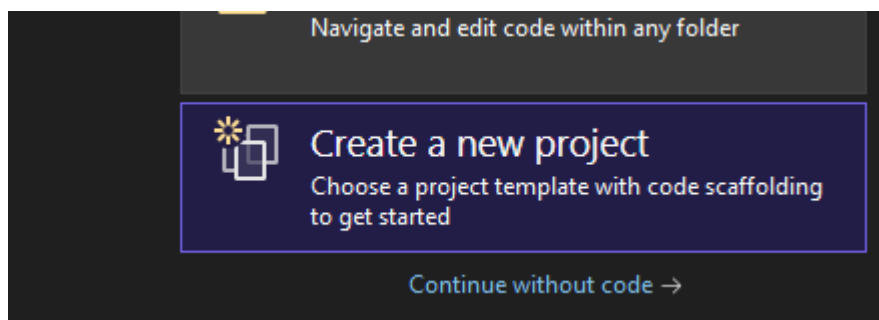 Navigate and edit code within any folder
Create a new project
Choose a project template with code scaffolding
to get started
Continue without code →